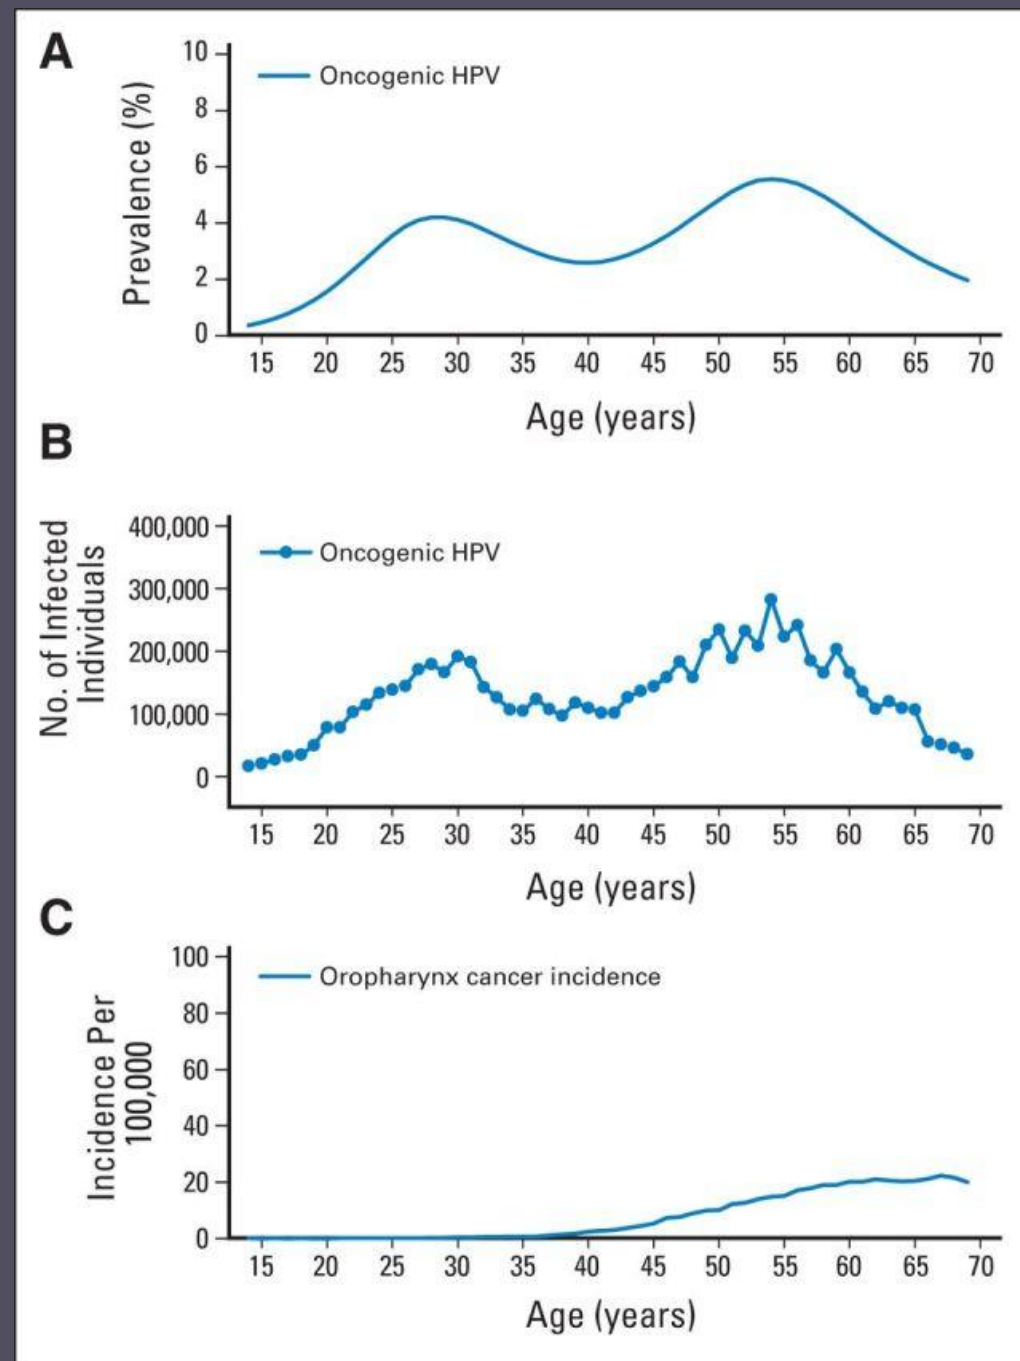 A
Prevalence (%)
10
8
6
4
2
0
Oncogenic HPV
15 20 25 30 35 40 45 50 55 60 65 70
Age (years)
B
No. of Infected
Individuals
400,000
300,000
200,000
100,000
0
Oncogenic HPV
15 20 25 30 35 40 45 50 55 60 65 70
Age (years)
C
Incidence Per
100,000
100
80
60
40
20
0
Oropharynx cancer incidence
15 20 25 30 35 40 45 50 55 60 65 70
Age (years)